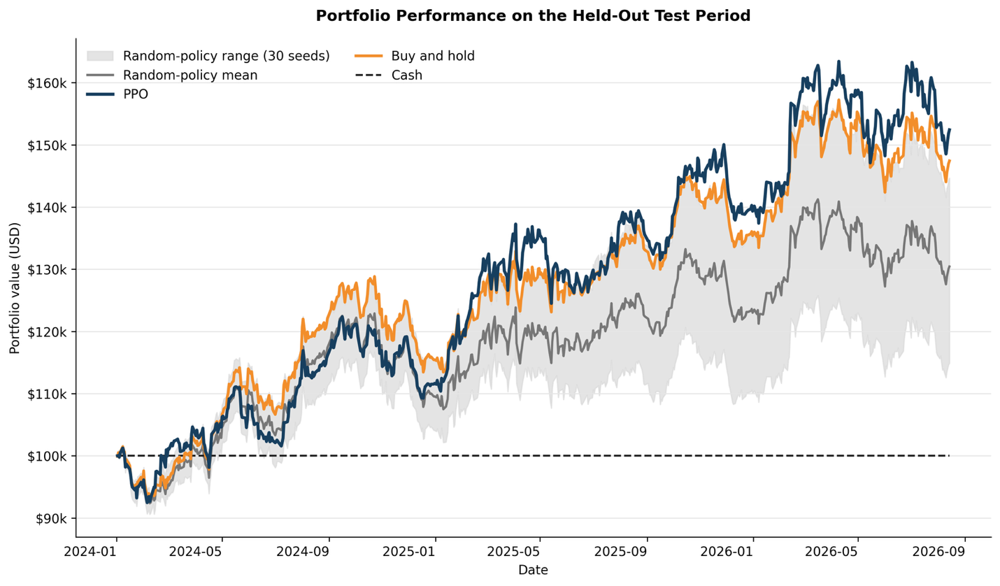 Portfolio Performance on the Held-Out Test Period
Random-policy range (30 seeds)
Random-policy mean
PPO
Buy and hold
Cash
Portfolio value (USD)
$160k
$150k
$140k
$130k
$120k
$110k
$100k
$90k
2024-01
2024-05
2024-09
2025-01
2025-05
2025-09
2026-01
2026-05
2026-09
Date